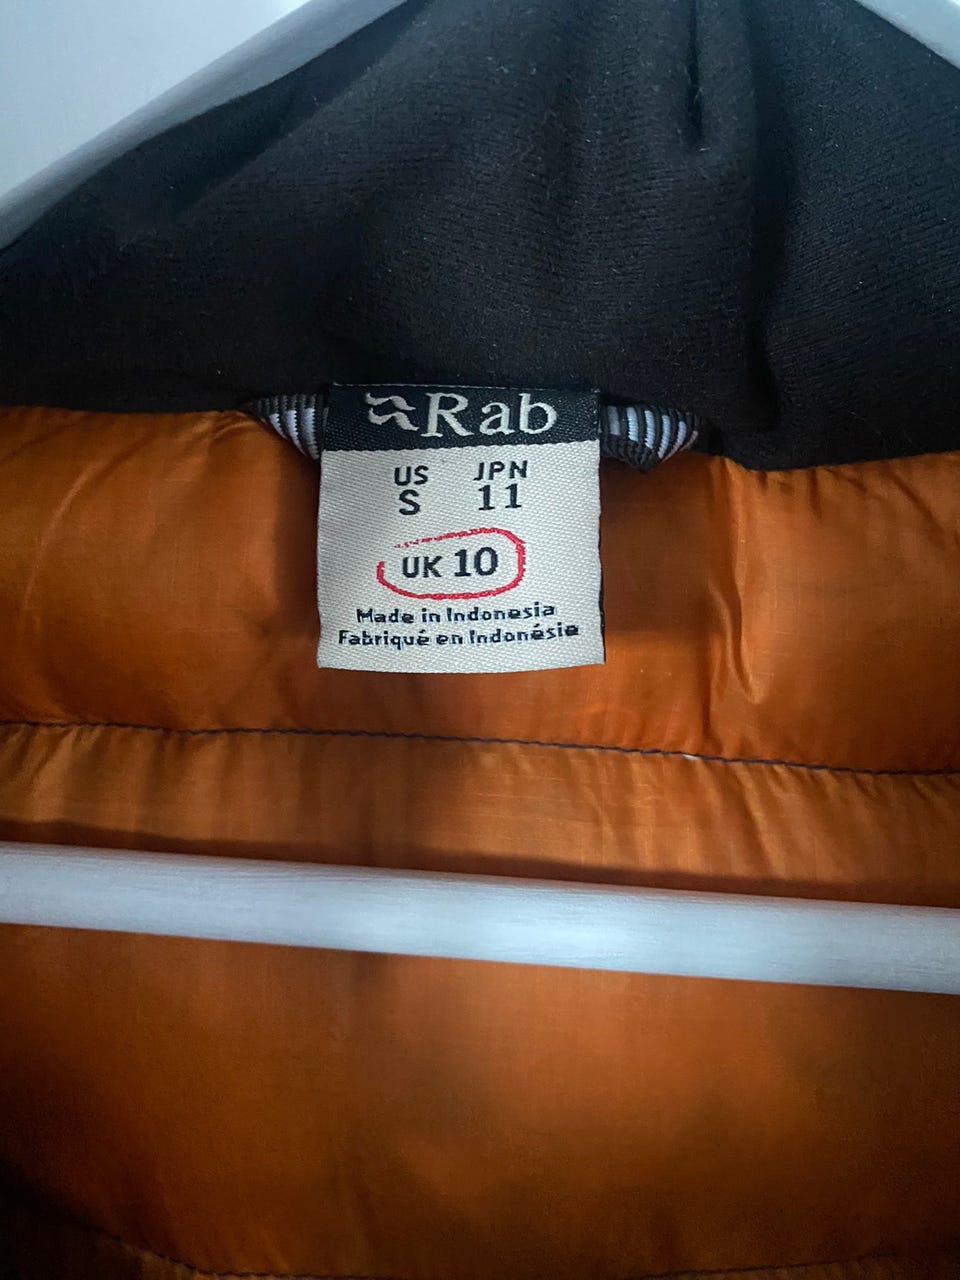 Rab
US JPN
S 11
UK 10
Made in Indonesia
Fabriqué en Indonésie